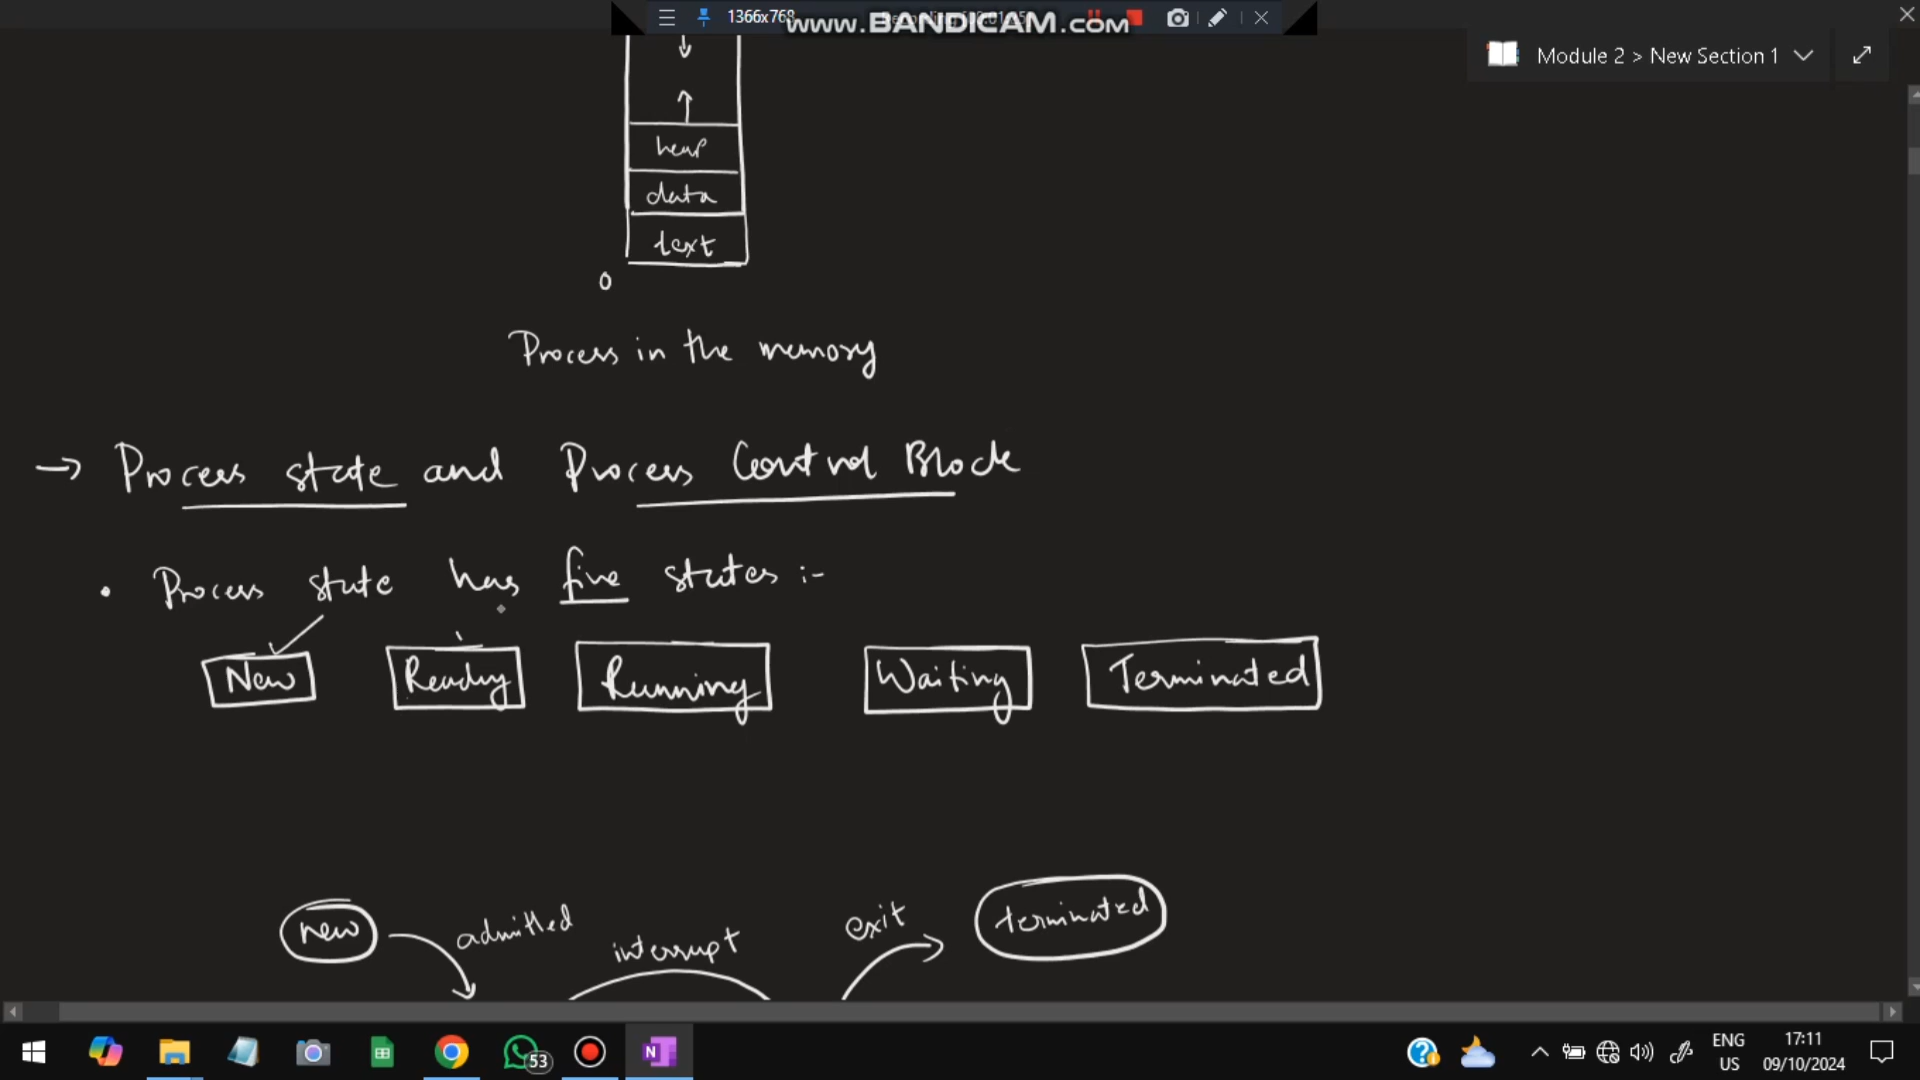 1366x768
www.BANDICAM.com
Module 2 > New Section 1
heap
data
text
0
Process in the memory
→ Process state and Process Control Block
• Process state has five states :-
New Ready Running Waiting Terminated
new admitted interrupt exit terminated
53
ENG
US
17:11
09/10/2024